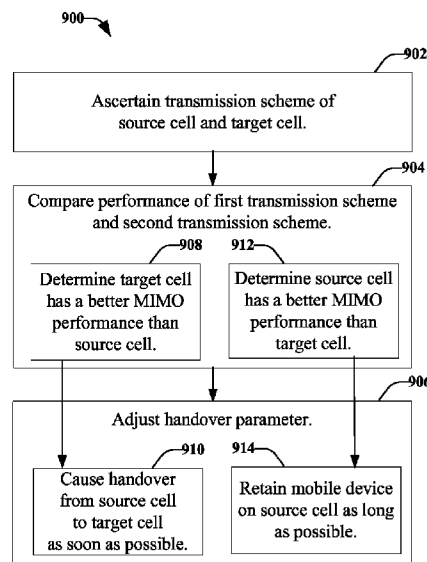 900
902
Ascertain transmission scheme of
source cell and target cell.
904
Compare performance of first transmission scheme
and second transmission scheme.
908
912
Determine target cell
has a better MIMO
performance than
source cell.
Determine source cell
has a better MIMO
performance than
target cell.
906
Adjust handover parameter.
910
914
Cause handover
from source cell
to target cell
as soon as possible.
Retain mobile device
on source cell as long
as possible.